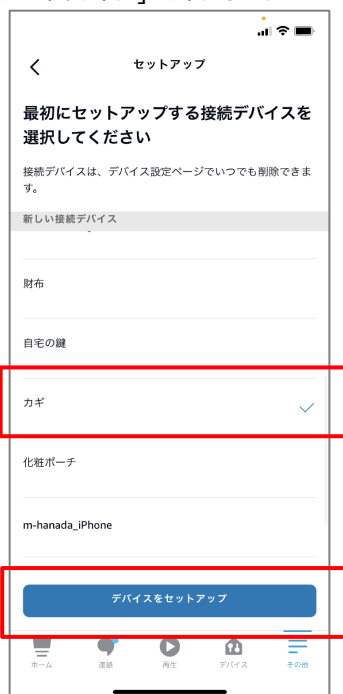 セットアップ
最初にセットアップする接続デバイスを
選択してください
接続デバイスは、デバイス設定ページでいつでも削除できま
す。
新しい接続デバイス
財布
自宅の鍵
カギ
化粧ポーチ
m-hanada_iPhone
デバイスをセットアップ
ホーム
連絡
再生
デバイス
その他